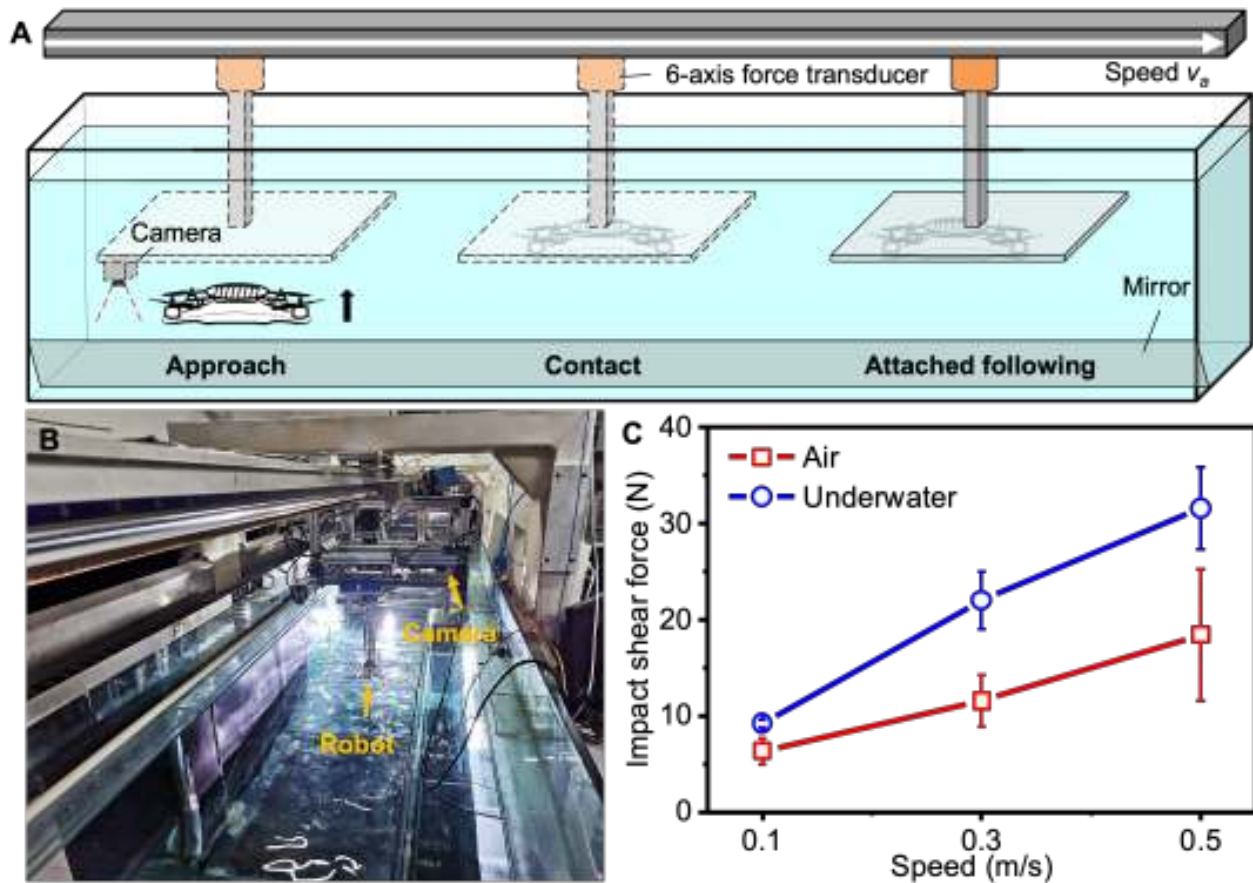 A
6-axis force transducer
Speed vₐ
Camera
Mirror
Approach
Contact
Attached following
B
Camera
Robot
C
Air
Underwater
Impact shear force (N)
40
30
20
10
0
0.1
0.3
0.5
Speed (m/s)